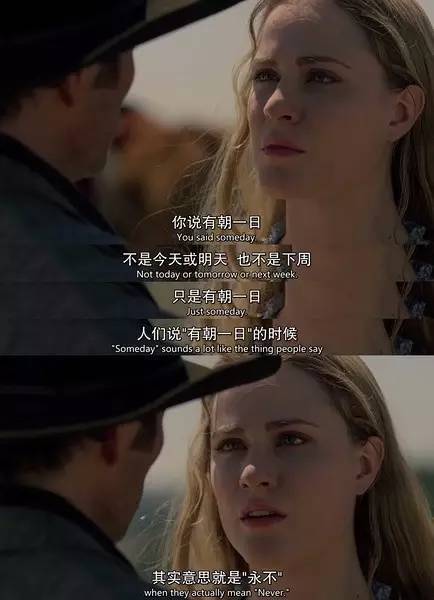 你说有朝一日
You said someday.
不是今天或明天 也不是下周
Not today or tomorrow or next week.
只是有朝一日
Just someday.
人们说"有朝一日"的时候
"Someday" sounds a lot like the thing people say
其实意思就是"永不"
when they actually mean "Never."